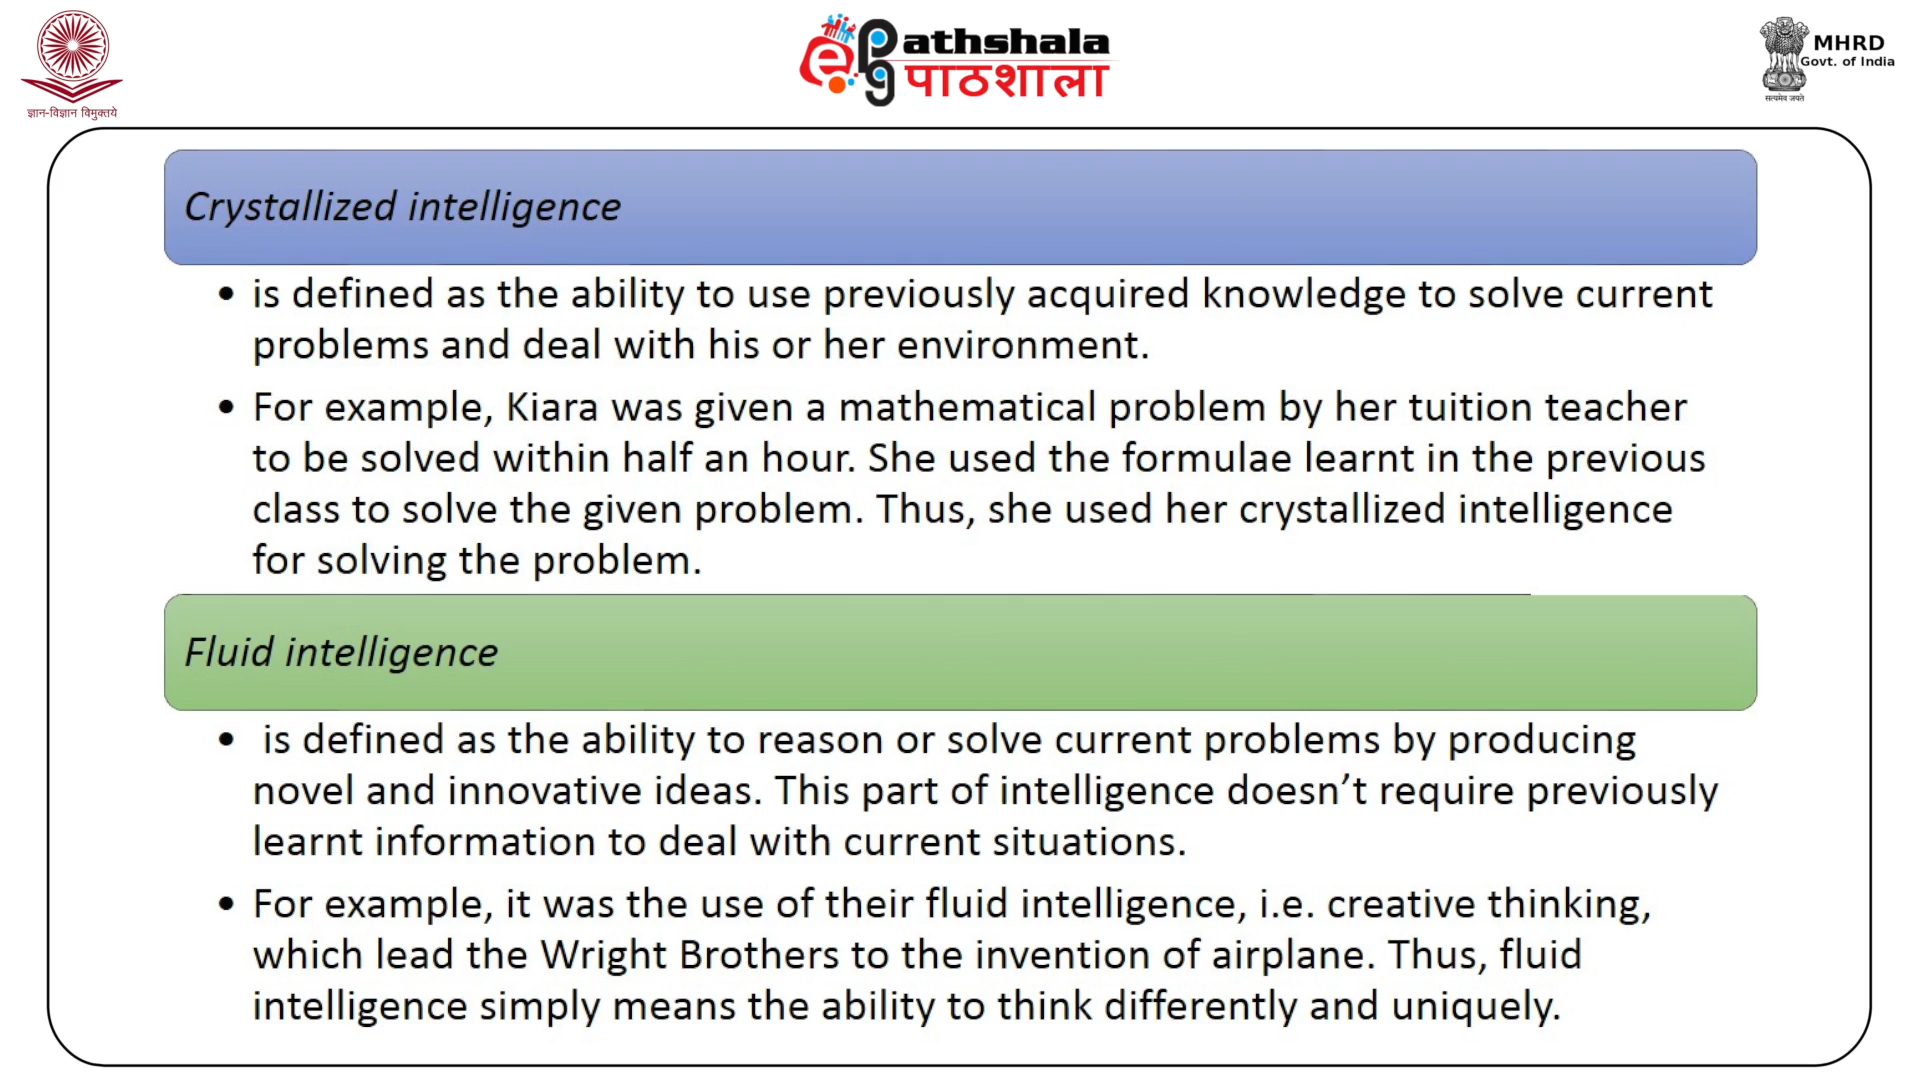 ज्ञान-विज्ञान विमुक्तये
e pg athshala
पाठशाला
MHRD
Govt. of India
सत्यमेव जयते
Crystallized intelligence
• is defined as the ability to use previously acquired knowledge to solve current
problems and deal with his or her environment.
• For example, Kiara was given a mathematical problem by her tuition teacher
to be solved within half an hour. She used the formulae learnt in the previous
class to solve the given problem. Thus, she used her crystallized intelligence
for solving the problem.
Fluid intelligence
• is defined as the ability to reason or solve current problems by producing
novel and innovative ideas. This part of intelligence doesn’t require previously
learnt information to deal with current situations.
• For example, it was the use of their fluid intelligence, i.e. creative thinking,
which lead the Wright Brothers to the invention of airplane. Thus, fluid
intelligence simply means the ability to think differently and uniquely.